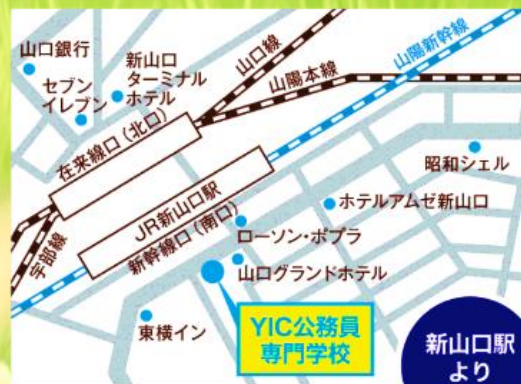 山口銀行
セブン
イレブン
新山口
ターミナル
ホテル
山口線
山陽本線
山陽新幹線
在来線口(北口)
JR新山口駅
新幹線口(南口)
宇部線
昭和シェル
ホテルアムゼ新山口
ローソン・ポプラ
山口グランドホテル
東横イン
YIC公務員
専門学校
新山口駅
より